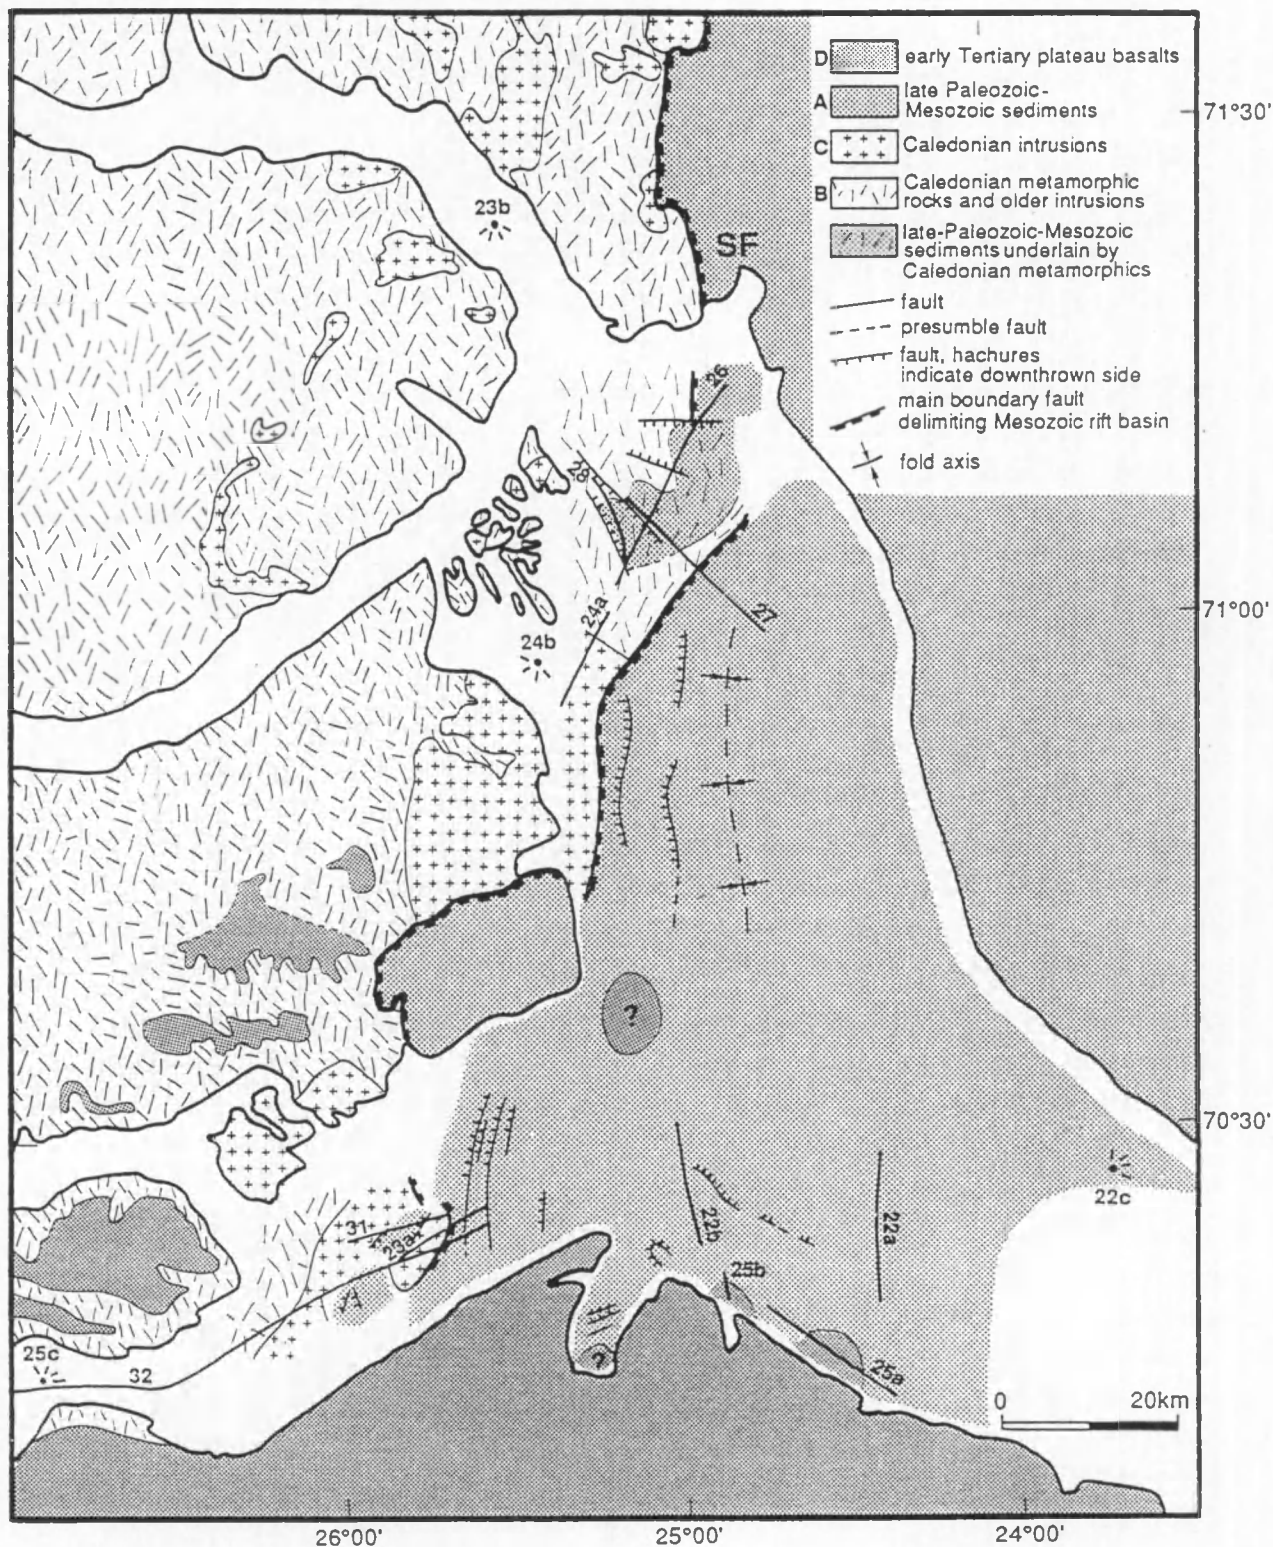 D early Tertiary plateau basalts
A late Paleozoic-
Mesozoic sediments
C Caledonian intrusions
B Caledonian metamorphic
rocks and older intrusions
late-Paleozoic-Mesozoic
sediments underlain by
Caledonian metamorphics
fault
presumble fault
fault, hachures
indicate downthrown side
main boundary fault
delimiting Mesozoic rift basin
fold axis
71°30'
23b
SF
26
28
71°00'
24a
27
24b
?
70°30'
22c
31
23a
22b
22a
25b
25c
32
?
25a
0 20km
26°00' 25°00' 24°00'